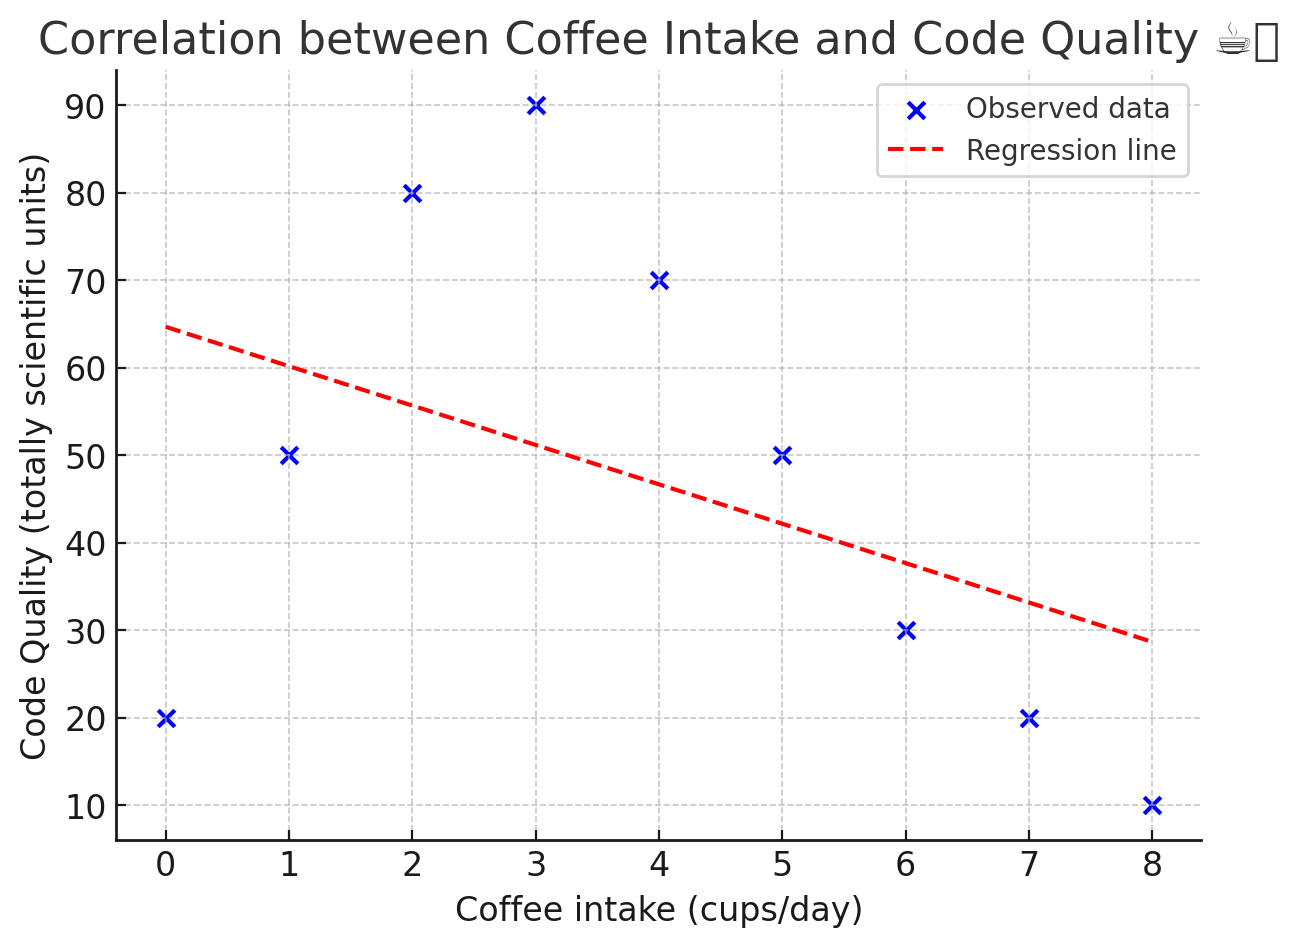 Correlation between Coffee Intake and Code Quality ☕
Observed data
Regression line
Code Quality (totally scientific units)
90
80
70
60
50
40
30
20
10
0 1 2 3 4 5 6 7 8
Coffee intake (cups/day)